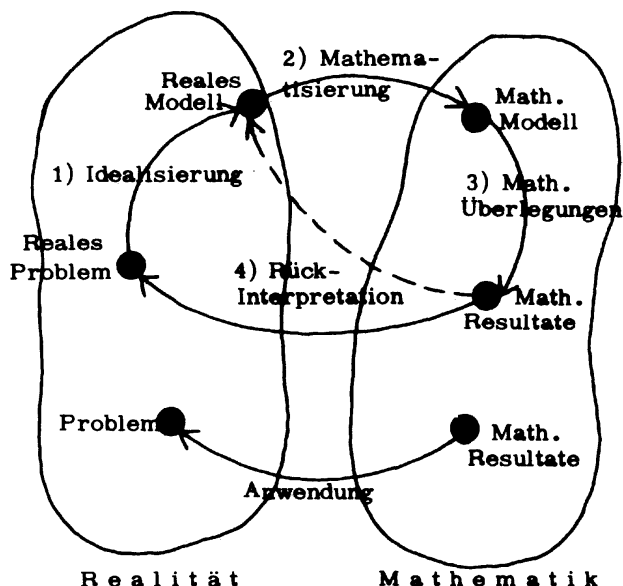 2) Mathema-
tisierung
Reales
Modell
Math.
Modell
1) Idealisierung
3) Math.
Überlegungen
Reales
Problem
4) Rück-
Interpretation
Math.
Resultate
Problem
Math.
Resultate
Anwendung
Realität
Mathematik